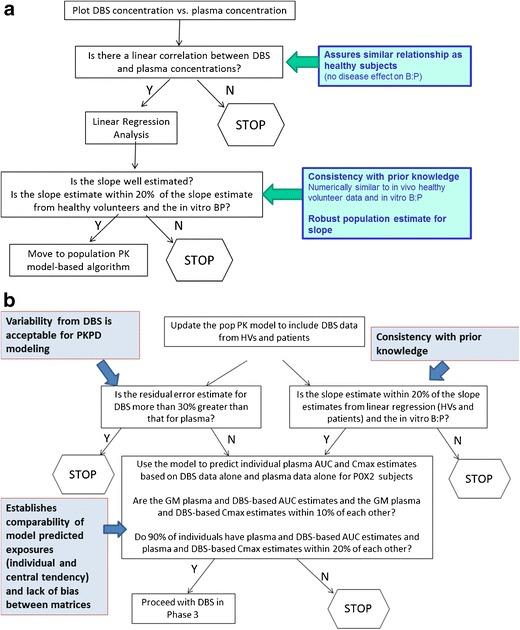 a
Plot DBS concentration vs. plasma concentration
Is there a linear correlation between DBS
and plasma concentrations?
Assures similar relationship as
healthy subjects
(no disease effect on B:P)
Y
N
Linear Regression
Analysis
STOP
Is the slope well estimated?
Is the slope estimate within 20% of the slope estimate
from healthy volunteers and the in vitro BP?
Consistency with prior knowledge
Numerically similar to in vivo healthy
volunteer data and in vitro B:P
Robust population estimate for
slope
Y
N
Move to population PK
model-based algorithm
STOP
b
Variability from DBS is
acceptable for PKPD
modeling
Update the pop PK model to include DBS data
from HVs and patients
Consistency with prior
knowledge
Is the residual error estimate for
DBS more than 30% greater than
that for plasma?
Is the slope estimate within 20% of the slope
estimates from linear regression (HVs and
patients) and the in vitro B:P?
Y
N
Y
N
STOP
STOP
Use the model to predict individual plasma AUC and Cmax estimates
based on DBS data alone and plasma data alone for P0X2 subjects
Are the GM plasma and DBS-based AUC estimates and the GM plasma
and DBS-based Cmax estimates within 10% of each other?
Do 90% of individuals have plasma and DBS-based AUC estimates and
plasma and DBS-based Cmax estimates within 20% of each other?
Establishes
comparability of
model predicted
exposures
(individual and
central tendency)
and lack of bias
between matrices
Y
N
Proceed with DBS in
Phase 3
STOP